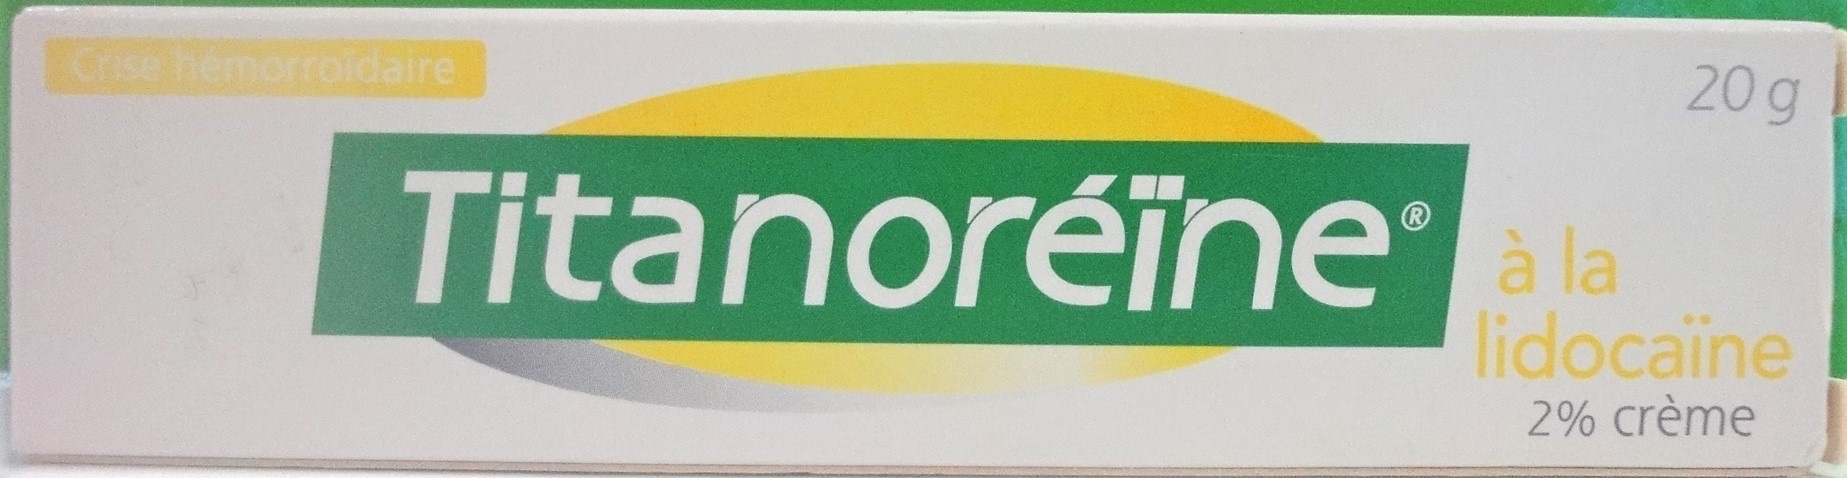 Crise hémorroïdaire
20 g
Titanoréïne®
à la
lidocaïne
2% crème